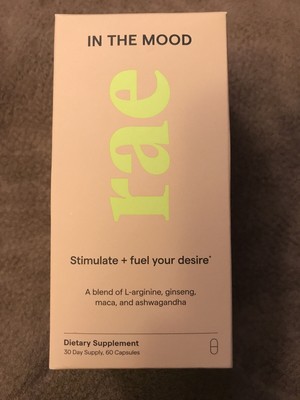 IN THE MOOD
rae
Stimulate + fuel your desire*
A blend of L-arginine, ginseng,
maca, and ashwagandha
Dietary Supplement
30 Day Supply, 60 Capsules